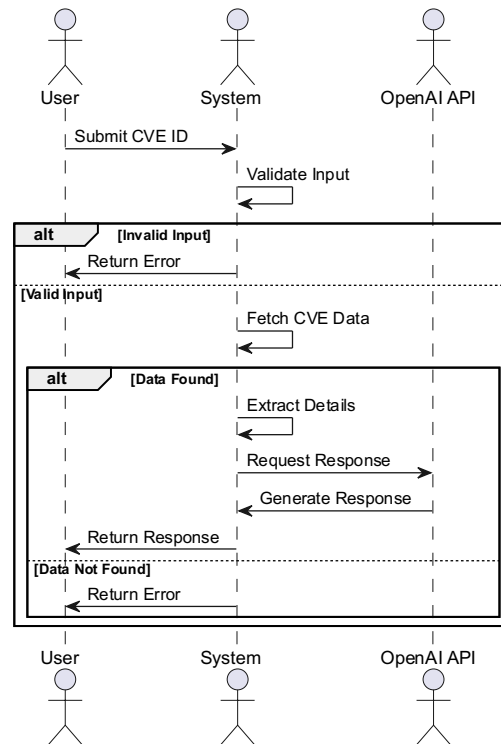 User System OpenAI API
Submit CVE ID
Validate Input
alt [Invalid Input]
Return Error
[Valid Input]
Fetch CVE Data
alt [Data Found]
Extract Details
Request Response
Generate Response
Return Response
[Data Not Found]
Return Error
User System OpenAI API